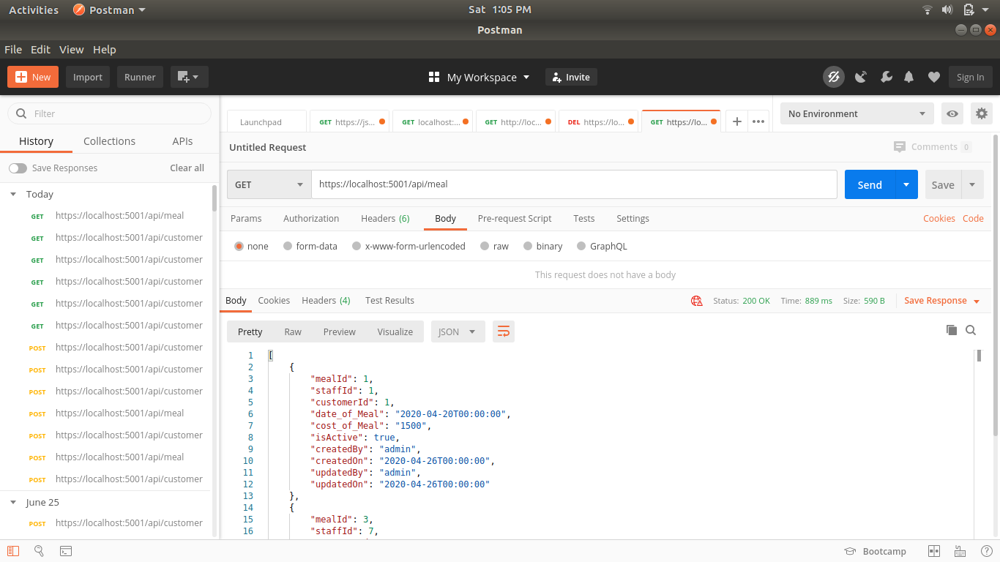 Activities Postman Sat 1:05 PM
Postman
File Edit View Help
New Import Runner My Workspace Invite Sign In
Filter
History Collections APIs
Save Responses Clear all
Today
GET https://localhost:5001/api/meal
GET https://localhost:5001/api/customer
GET https://localhost:5001/api/customer
GET https://localhost:5001/api/customer
GET https://localhost:5001/api/customer
GET https://localhost:5001/api/customer
POST https://localhost:5001/api/customer
POST https://localhost:5001/api/customer
POST https://localhost:5001/api/customer
POST https://localhost:5001/api/meal
POST https://localhost:5001/api/customer
POST https://localhost:5001/api/meal
POST https://localhost:5001/api/customer
June 25
POST https://localhost:5001/api/customer
Launchpad GET https://js... GET localhost:... GET http://loc... DEL https://lo... GET https://lo... No Environment
Untitled Request Comments 0
GET https://localhost:5001/api/meal Send Save
Params Authorization Headers (6) Body Pre-request Script Tests Settings Cookies Code
none form-data x-www-form-urlencoded raw binary GraphQL
This request does not have a body
Body Cookies Headers (4) Test Results Status: 200 OK Time: 889 ms Size: 590 B Save Response
Pretty Raw Preview Visualize JSON
1 [
2 {
3 "mealId": 1,
4 "staffId": 1,
5 "customerId": 1,
6 "date_of_Meal": "2020-04-20T00:00:00",
7 "cost_of_Meal": "1500",
8 "isActive": true,
9 "createdBy": "admin",
10 "createdOn": "2020-04-26T00:00:00",
11 "updatedBy": "admin",
12 "updatedOn": "2020-04-26T00:00:00"
13 },
14 {
15 "mealId": 3,
16 "staffId": 7,
Bootcamp